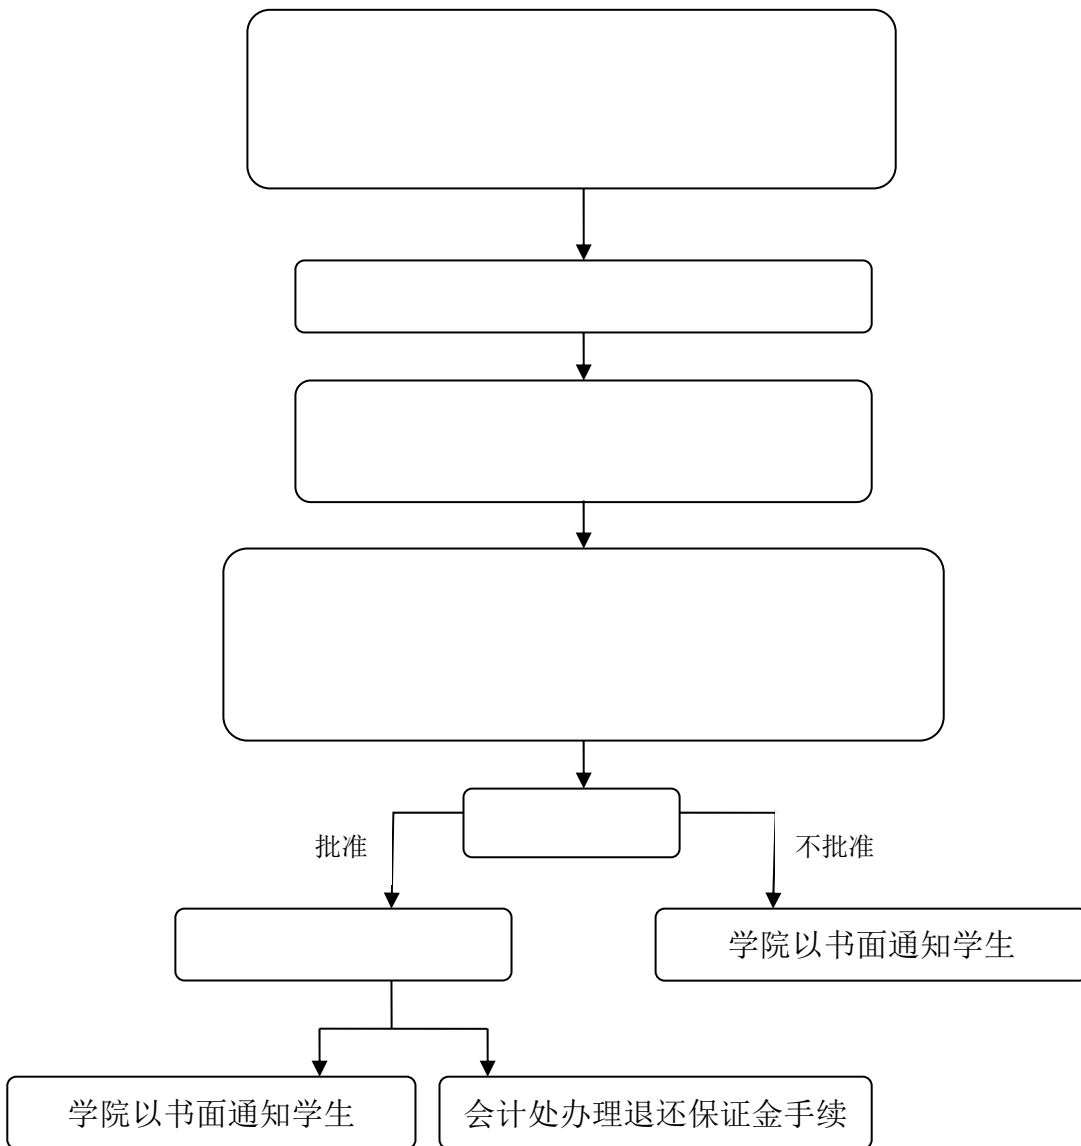 批准
不批准
学院以书面通知学生
学院以书面通知学生
会计处办理退还保证金手续